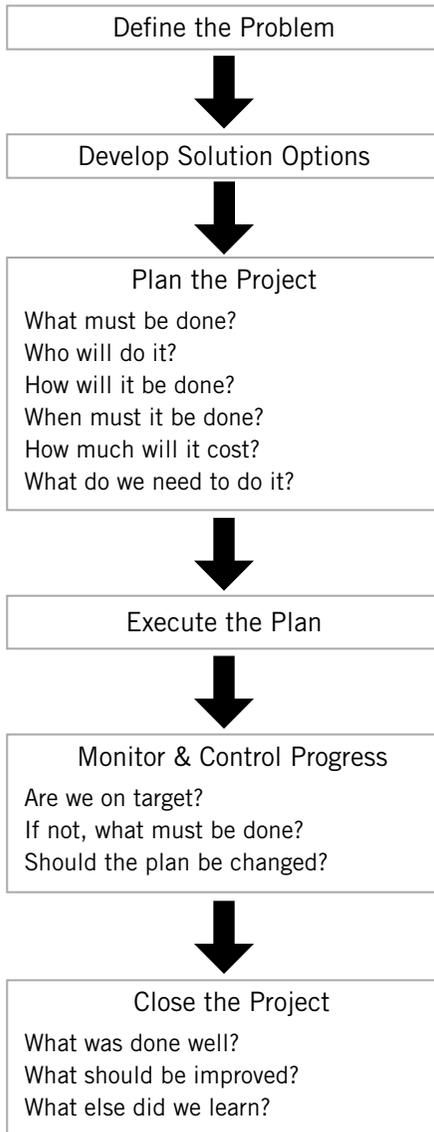 Define the Problem
Develop Solution Options
Plan the Project
What must be done?
Who will do it?
How will it be done?
When must it be done?
How much will it cost?
What do we need to do it?
Execute the Plan
Monitor & Control Progress
Are we on target?
If not, what must be done?
Should the plan be changed?
Close the Project
What was done well?
What should be improved?
What else did we learn?